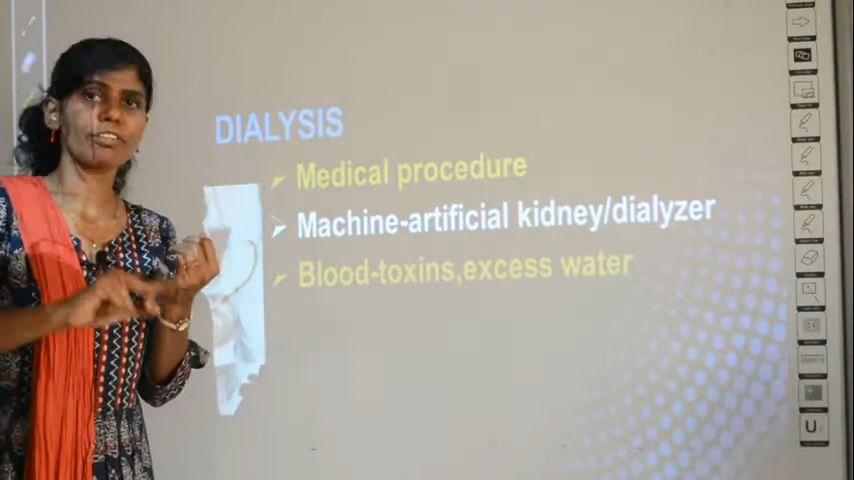 DIALYSIS
Medical procedure
Machine-artificial kidney/dialyzer
Blood-toxins,excess water